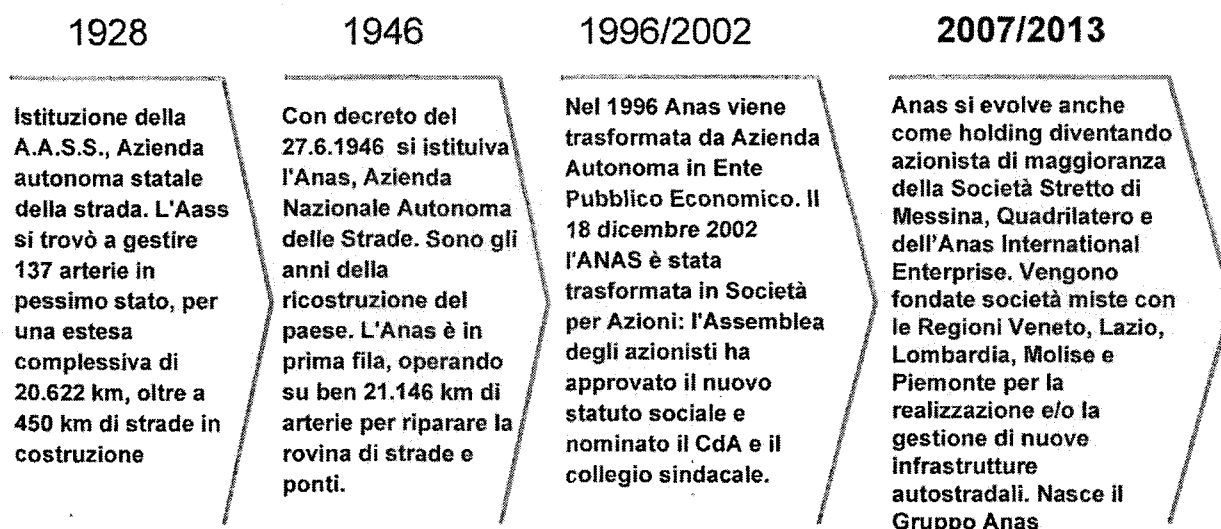 1928
Istituzione della
A.A.S.S., Azienda
autonoma statale
della strada. L'Aass
si trovò a gestire
137 arterie in
pessimo stato, per
una estesa
complessiva di
20.622 km, oltre a
450 km di strade in
costruzione
1946
Con decreto del
27.6.1946 si istituiva
l'Anas, Azienda
Nazionale Autonoma
delle Strade. Sono gli
anni della
ricostruzione del
paese. L'Anas è in
prima fila, operando
su ben 21.146 km di
arterie per riparare la
rovina di strade e
ponti.
1996/2002
Nel 1996 Anas viene
trasformata da Azienda
Autonoma in Ente
Pubblico Economico. Il
18 dicembre 2002
l'ANAS è stata
trasformata in Società
per Azioni: l'Assemblea
degli azionisti ha
approvato il nuovo
statuto sociale e
nominato il CdA e il
collegio sindacale.
2007/2013
Anas si evolve anche
come holding diventando
azionista di maggioranza
della Società Stretto di
Messina, Quadrilatero e
dell'Anas International
Enterprise. Vengono
fondate società miste con
le Regioni Veneto, Lazio,
Lombardia, Molise e
Piemonte per la
realizzazione e/o la
gestione di nuove
infrastrutture
autostradali. Nasce il
Gruppo Anas